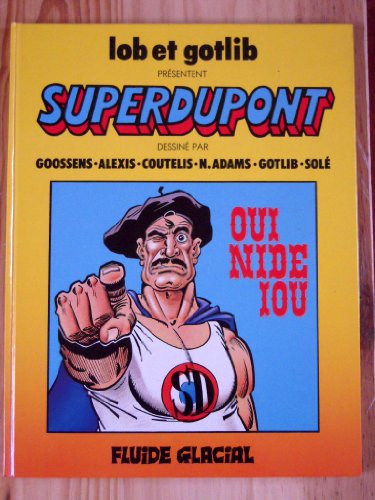 lob et gotlib
PRÉSENTENT
SUPERDUPONT
DESSINÉ PAR
GOOSSENS•ALEXIS•COUTELIS•N.ADAMS•GOTLIB•SOLÉ
OUI
NIDE
IOU
SD
FLUIDE GLACIAL